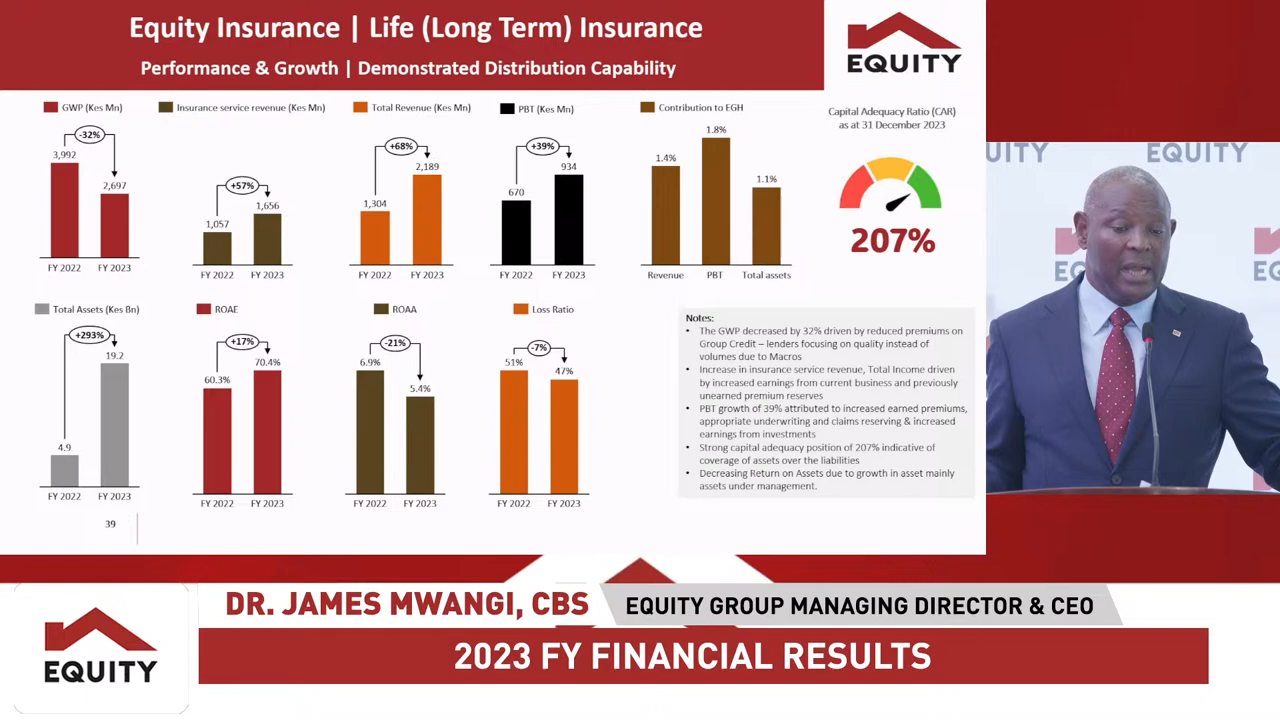 Equity Insurance | Life (Long Term) Insurance
Performance & Growth | Demonstrated Distribution Capability
EQUITY
GWP (Kes Mn)
-32%
3,992
2,697
FY 2022 FY 2023
Insurance service revenue (Kes Mn)
+57%
1,057
1,656
FY 2022 FY 2023
Total Revenue (Kes Mn)
+68%
1,304
2,189
FY 2022 FY 2023
PBT (Kes Mn)
+39%
670
934
FY 2022 FY 2023
Contribution to EGH
1.4%
1.8%
1.1%
Revenue PBT Total assets
Capital Adequacy Ratio (CAR)
as at 31 December 2023
207%
Total Assets (Kes Bn)
+293%
4.9
19.2
FY 2022 FY 2023
ROAE
+17%
60.3%
70.4%
FY 2022 FY 2023
ROAA
-21%
6.9%
5.4%
FY 2022 FY 2023
Loss Ratio
-7%
51%
47%
FY 2022 FY 2023
Notes:
• The GWP decreased by 32% driven by reduced premiums on
Group Credit – lenders focusing on quality instead of
volumes due to Macros
• Increase in insurance service revenue, Total Income driven
by increased earnings from current business and previously
unearned premium reserves
• PBT growth of 39% attributed to increased earned premiums,
appropriate underwriting and claims reserving & increased
earnings from investments
• Strong capital adequacy position of 207% indicative of
coverage of assets over the liabilities
• Decreasing Return on Assets due to growth in asset mainly
assets under management.
39
UITY
EQUITY
EQ
EQU
DR. JAMES MWANGI, CBS
EQUITY GROUP MANAGING DIRECTOR & CEO
EQUITY
2023 FY FINANCIAL RESULTS